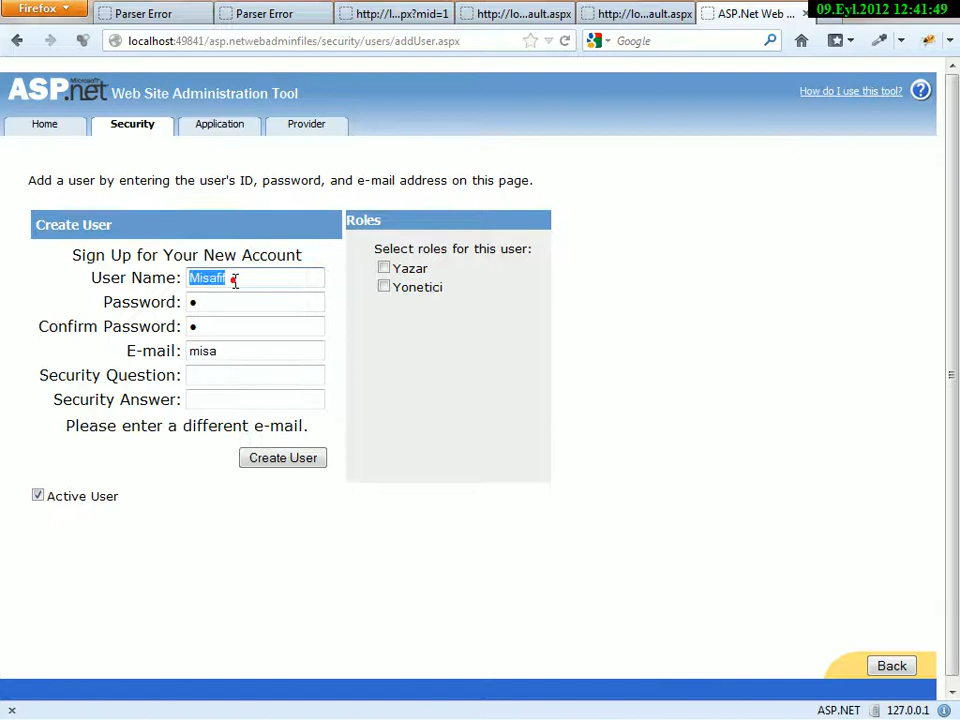 Firefox
Parser Error
Parser Error
http://l...px?mid=1
http://lo...ault.aspx
http://lo...ault.aspx
ASP.Net Web ...
09.Eyl.2012 12:41:49
localhost:49841/asp.netwebadminfiles/security/users/addUser.aspx
Google
Microsoft
ASP.net Web Site Administration Tool
How do I use this tool?
?
Home
Security
Application
Provider
Add a user by entering the user's ID, password, and e-mail address on this page.
Create User
Sign Up for Your New Account
User Name: Misafir
Password: •
Confirm Password: •
E-mail: misa
Security Question:
Security Answer:
Please enter a different e-mail.
Create User
Active User
Roles
Select roles for this user:
Yazar
Yonetici
Back
ASP.NET
127.0.0.1